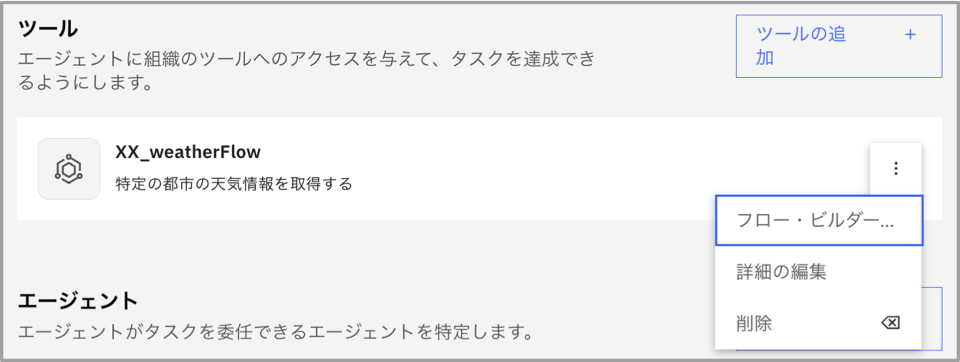 ツール
エージェントに組織のツールへのアクセスを与えて、タスクを達成でき
るようにします。
ツールの追
加
+
XX_weatherFlow
特定の都市の天気情報を取得する
フロー・ビルダー...
詳細の編集
削除
エージェント
エージェントがタスクを委任できるエージェントを特定します。